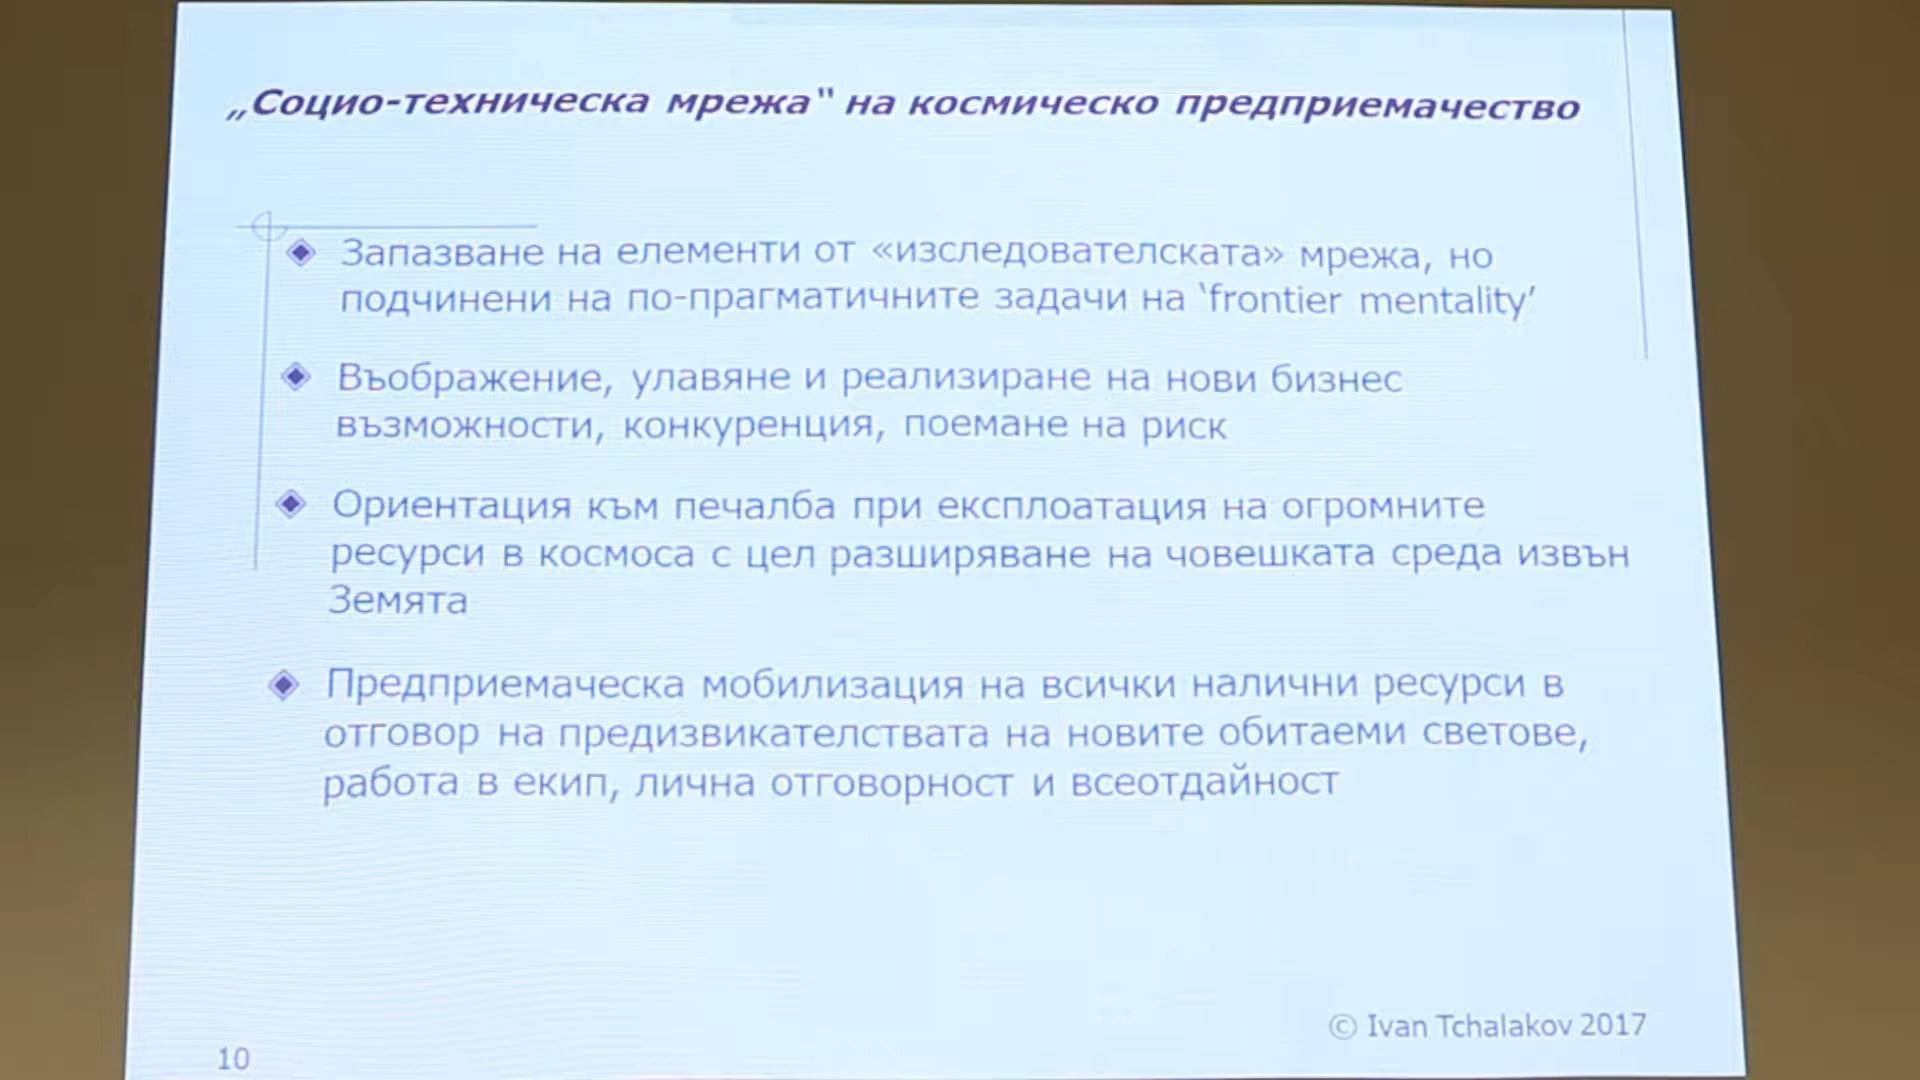 „Социо-техническа мрежа" на космическо предприемачество
Запазване на елементи от «изследователската» мрежа, но
подчинени на по-прагматичните задачи на ‘frontier mentality’
Въображение, улавяне и реализиране на нови бизнес
възможности, конкуренция, поемане на риск
Ориентация към печалба при експлоатация на огромните
ресурси в космоса с цел разширяване на човешката среда извън
Земята
Предприемаческа мобилизация на всички налични ресурси в
отговор на предизвикателствата на новите обитаеми светове,
работа в екип, лична отговорност и всеотдайност
© Ivan Tchalakov 2017
10